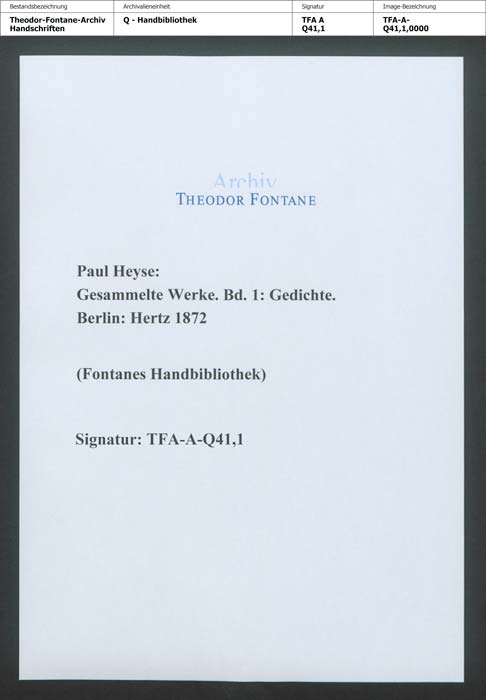 Bestandsbezeichnung Archivalieneinheit Signatur Image-Bezeichnung
Theodor-Fontane-Archiv Q - Handbibliothek TFA A TFA-A-
Handschriften Q41,1 Q41,1,0000
Archiv
THEODOR FONTANE
Paul Heyse:
Gesammelte Werke. Bd. 1: Gedichte.
Berlin: Hertz 1872
(Fontanes Handbibliothek)
Signatur: TFA-A-Q41,1